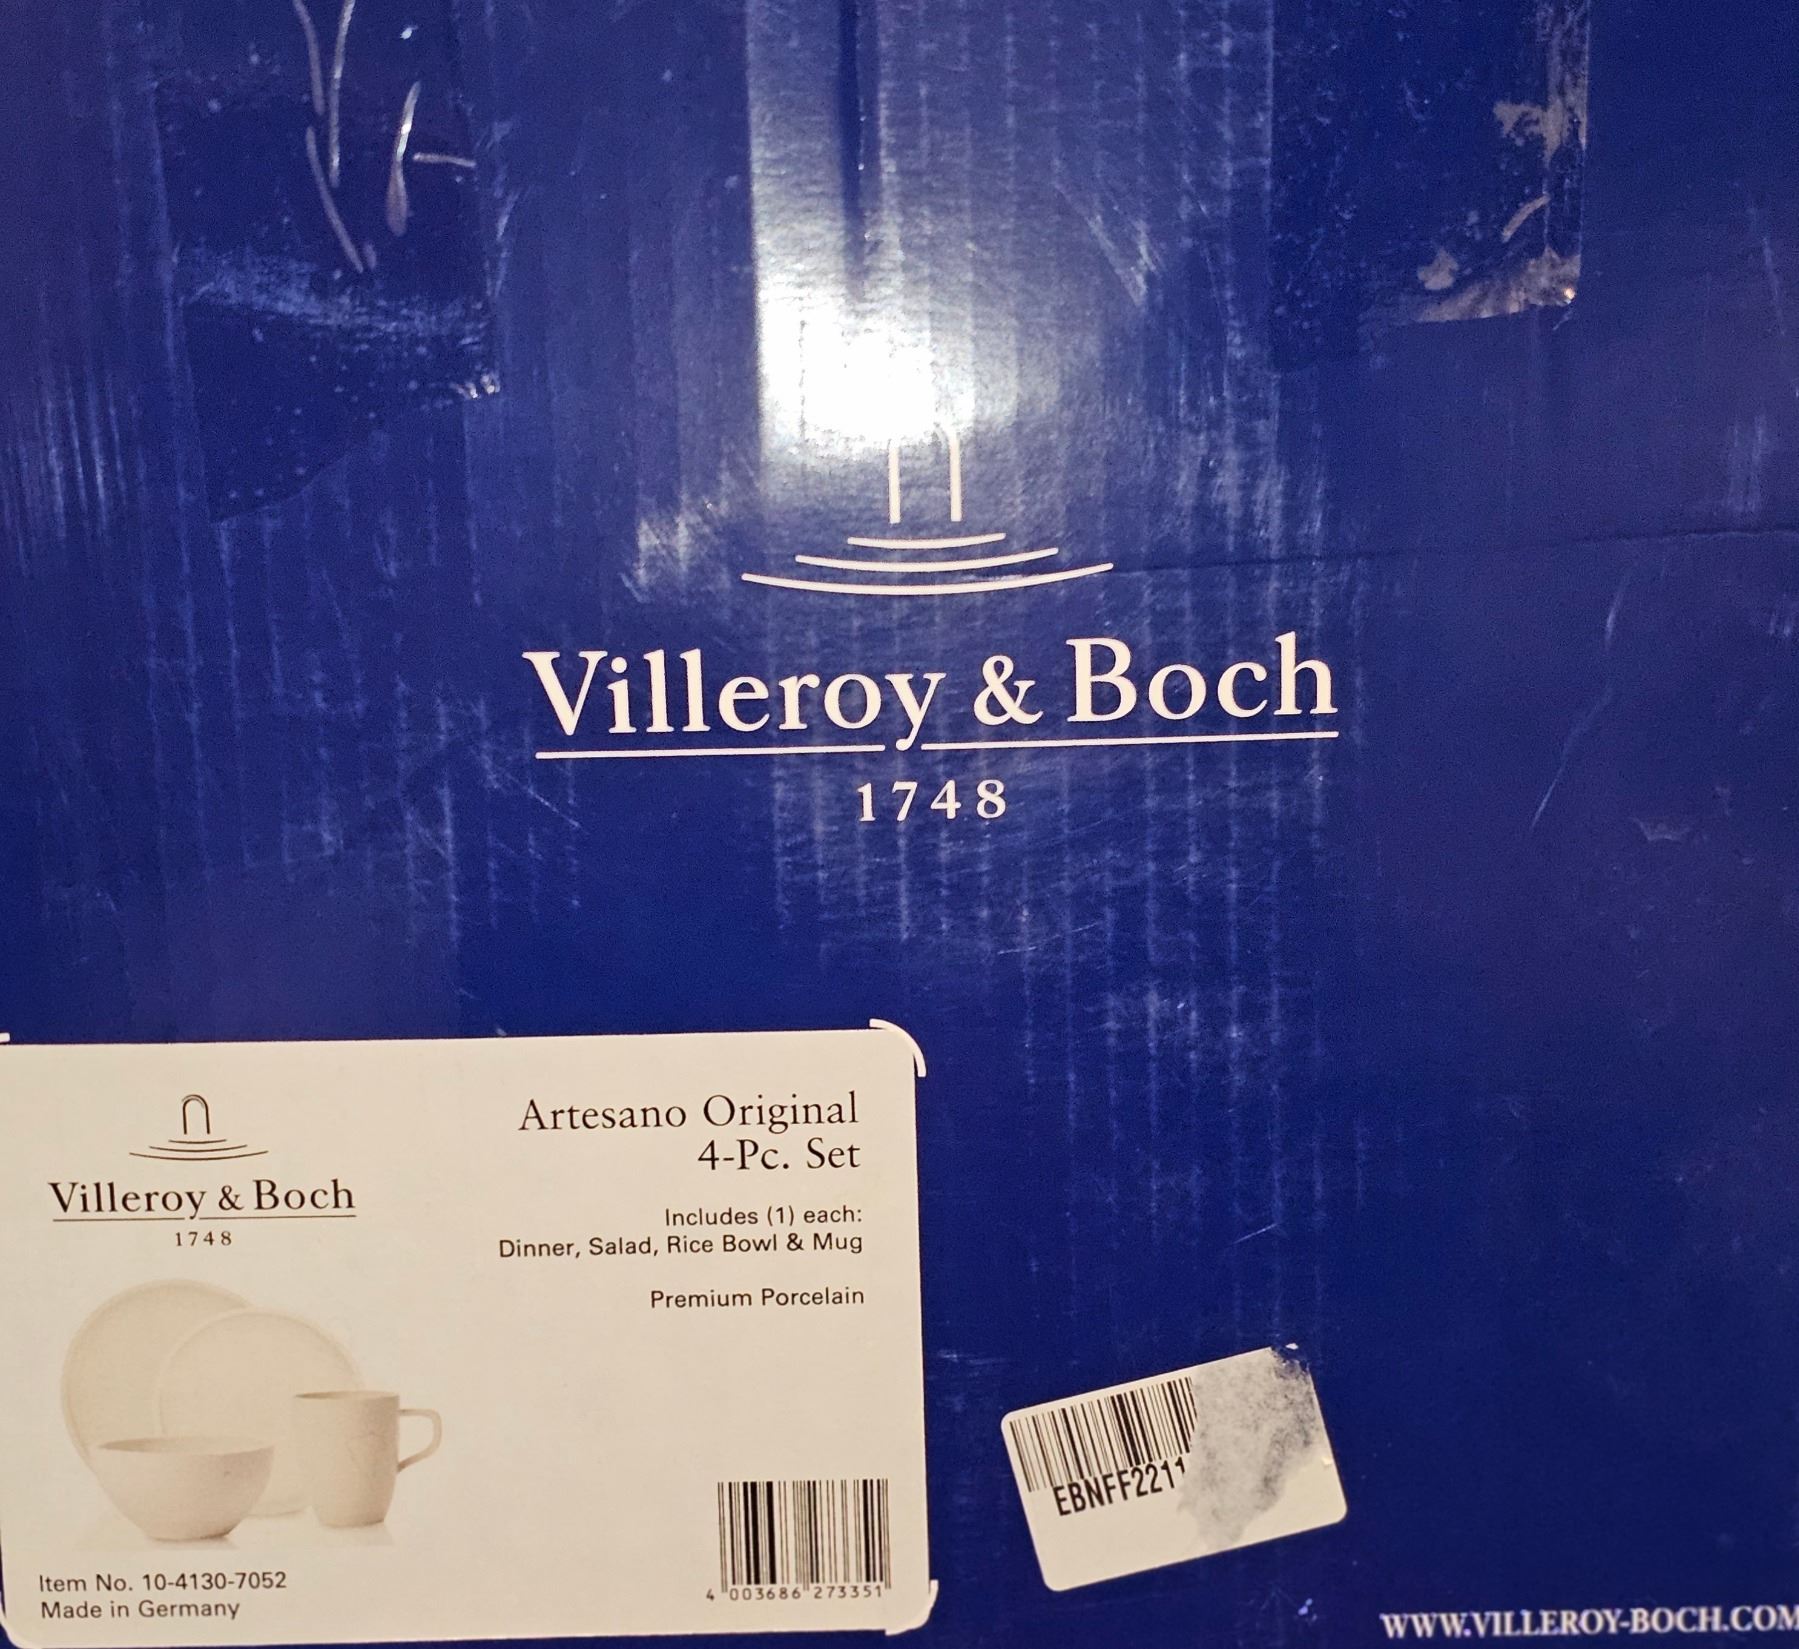 Villeroy & Boch
1748
Villeroy & Boch
1748
Artesano Original
4-Pc. Set
Includes (1) each:
Dinner, Salad, Rice Bowl & Mug
Premium Porcelain
Item No. 10-4130-7052
Made in Germany
4 003686 273351
EBNFF2211
WWW.VILLEROY-BOCH.COM